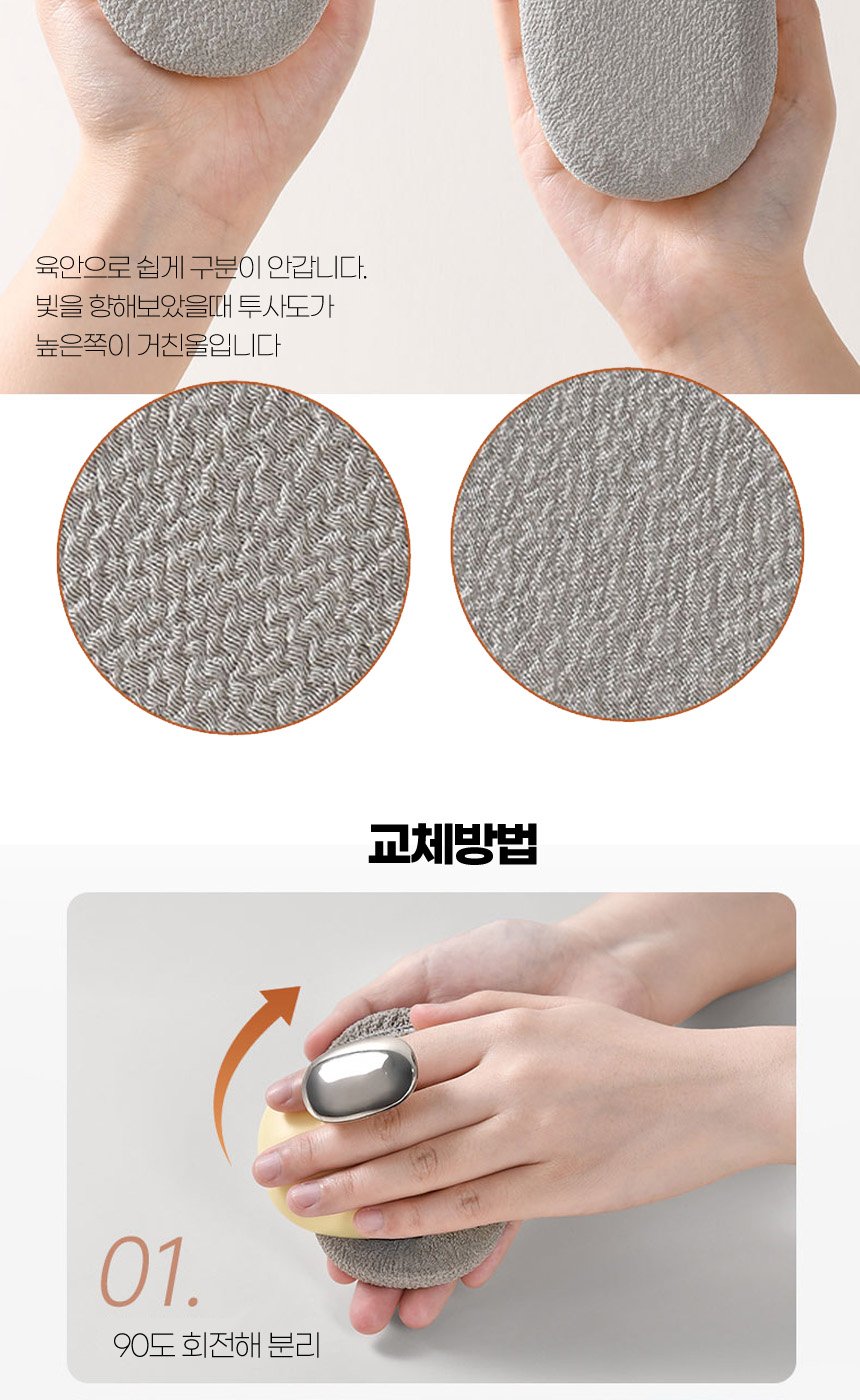 육안으로 쉽게 구분이 안갑니다.
빛을 향해보았을때 투사도가
높은쪽이 거친올입니다
교체방법
01.
90도 회전해 분리